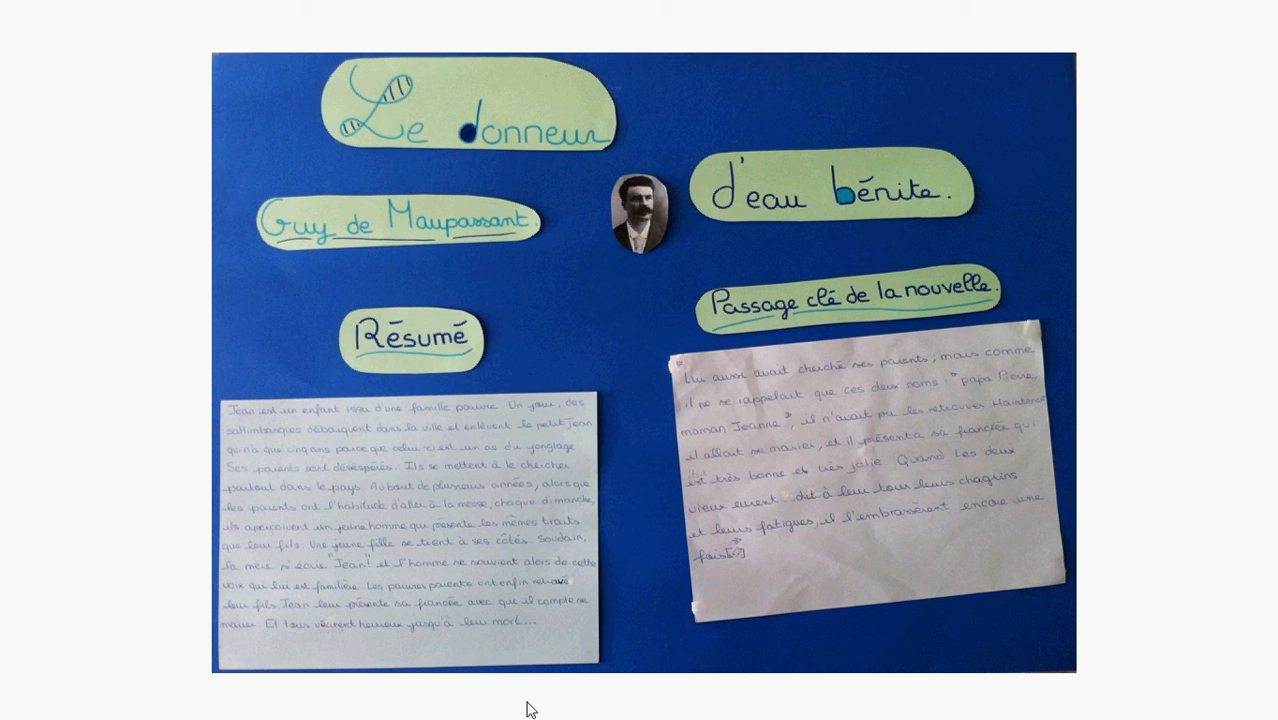 Le donneur
d'eau bénite.
Guy de Maupassant.
Résumé
Jean est un enfant issu d'une famille pauvre. Un jour, des
saltimbanques débarquent dans la ville et enlèvent le petit Jean
qui n'a que cinq ans parce que celui-ci est un as du jonglage
Ses parents sont désespérés. Ils se mettent à le chercher
partout dans le pays. Au bout de plusieurs années, alors que
les parents ont l'habitude d'aller à la messe, chaque dimanche,
ils aperçoivent un jeune homme qui présente les mêmes traits
que leur fils. Une jeune fille se tient à ses côtés. Soudain,
la mère s'écrie "Jean!" et l'homme se souvient alors de cette
voix qui lui est familière. Les pauvres parents ont enfin retrouvé
leur fils. Jean leur présente sa fiancée avec qui il compte se
marier. Et tous vécurent heureux jusqu'à leur mort...
Passage clé de la nouvelle.
"Lui aussi avait cherché ses parents; mais comme
il ne se rappelait que ces deux noms: "papa Pierre,
maman Jeanne", il n'avait pu les retrouver. Maintenant
il allait se marier, et il présenta sa fiancée qui
est très bonne et très jolie. Quand les deux
vieux eurent dit à leur tour leurs chagrins
et leurs fatigues, il l'embrassèrent encore une
fois"